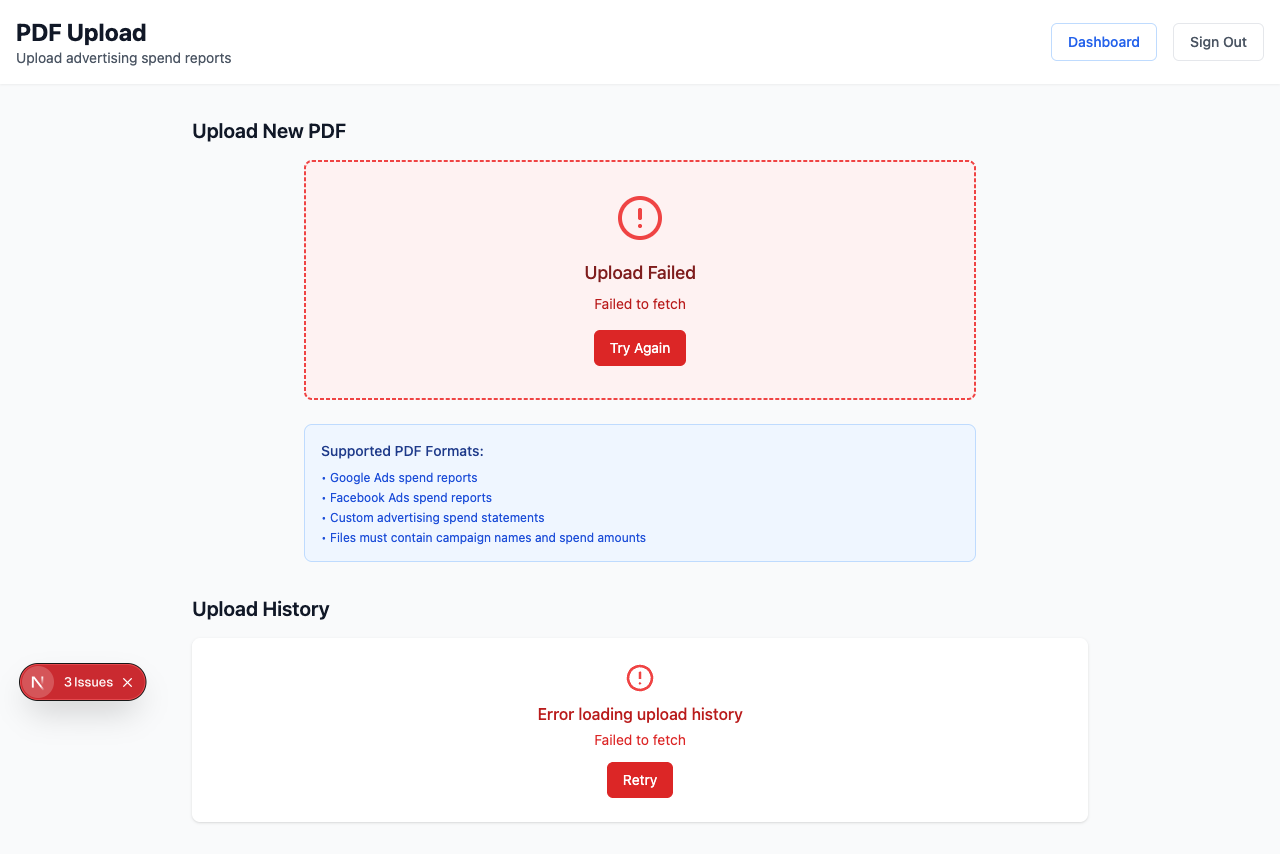 PDF Upload
Upload advertising spend reports
Dashboard
Sign Out
Upload New PDF
Upload Failed
Failed to fetch
Try Again
Supported PDF Formats:
• Google Ads spend reports
• Facebook Ads spend reports
• Custom advertising spend statements
• Files must contain campaign names and spend amounts
Upload History
N 3 Issues
Error loading upload history
Failed to fetch
Retry